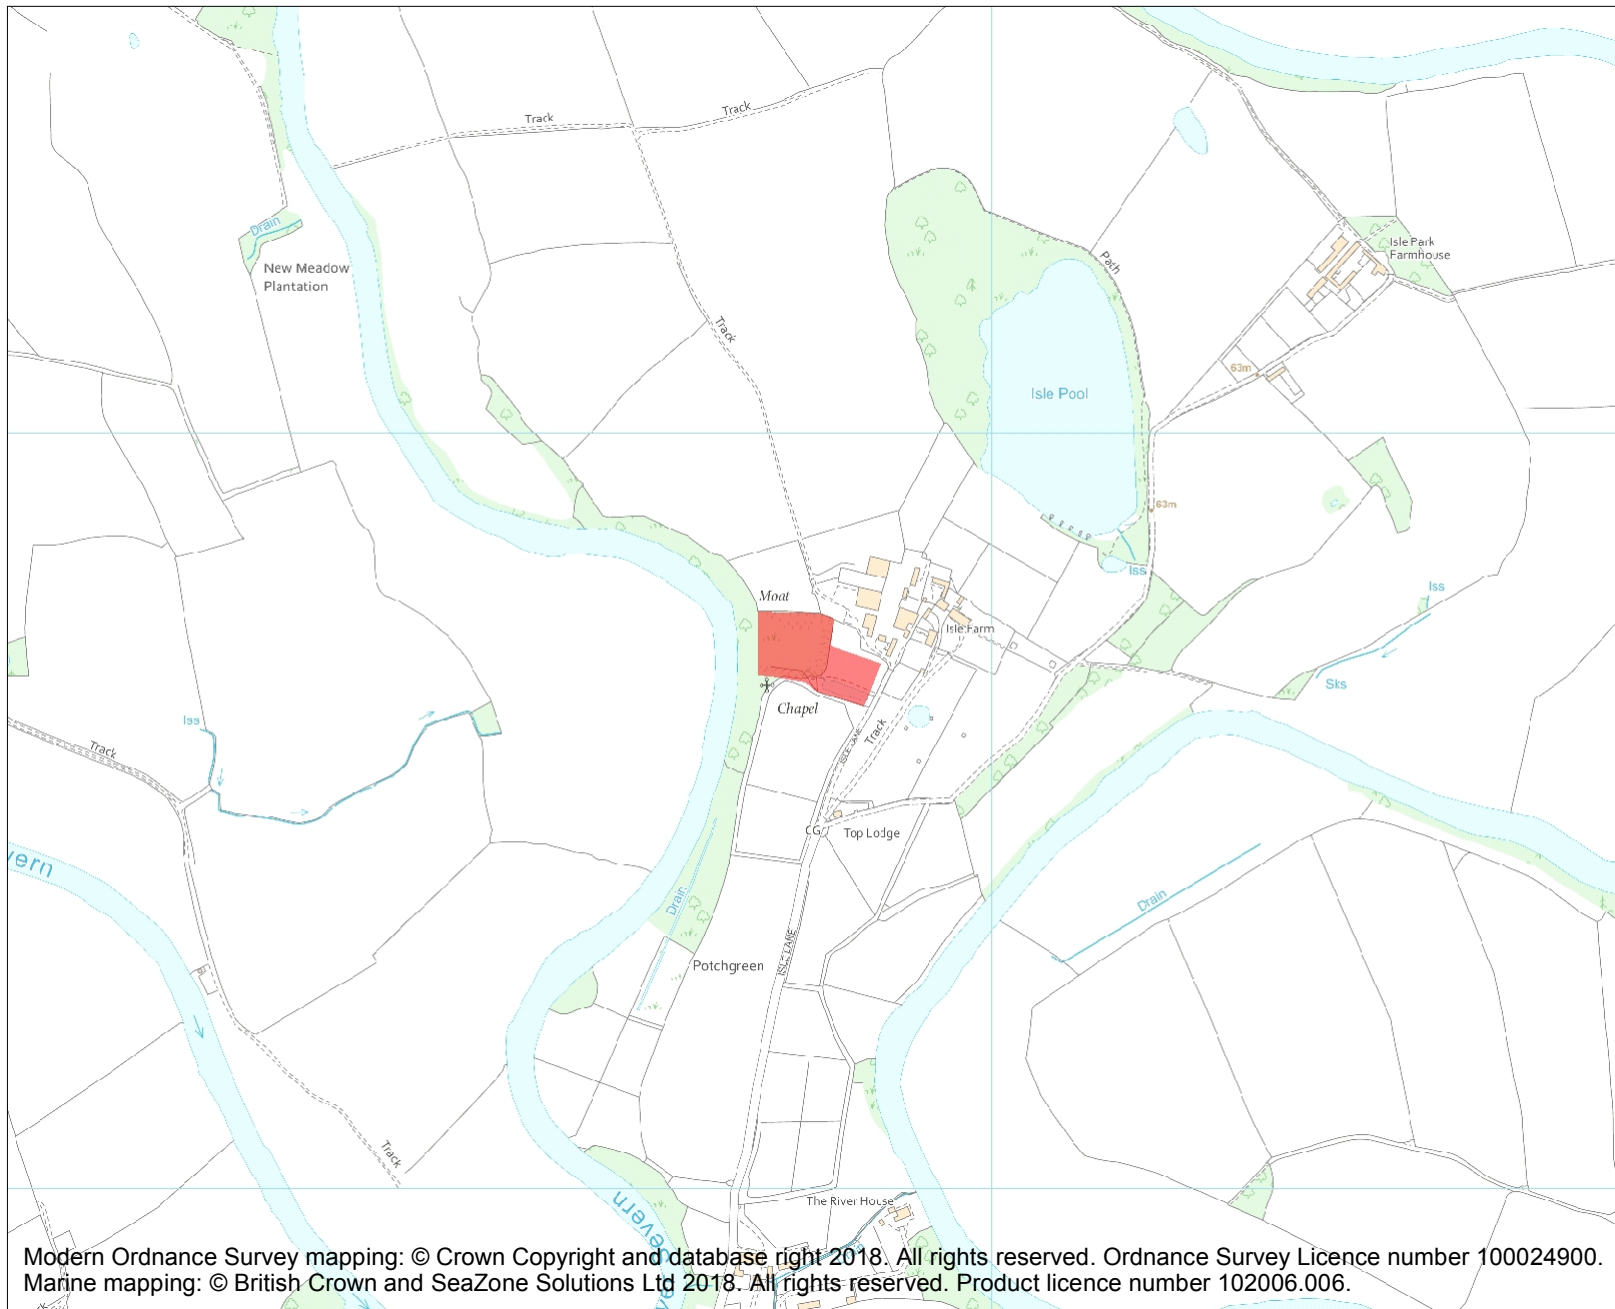 Track
Track
Drain
New Meadow
Plantation
Path
Isle Park
Farmhouse
Track
63m
Isle Pool
63m
Iss
Iss
Moat
Isle Farm
Sks
Chapel
Iss
Track
ISLE LANE
Track
CG
Top Lodge
vern
Drain
Drain
Potchgreen
ISLE LANE
Track
The River House
Severn
Modern Ordnance Survey mapping: © Crown Copyright and database right 2018. All rights reserved. Ordnance Survey Licence number 100024900.
Marine mapping: © British Crown and SeaZone Solutions Ltd 2018. All rights reserved. Product licence number 102006.006.